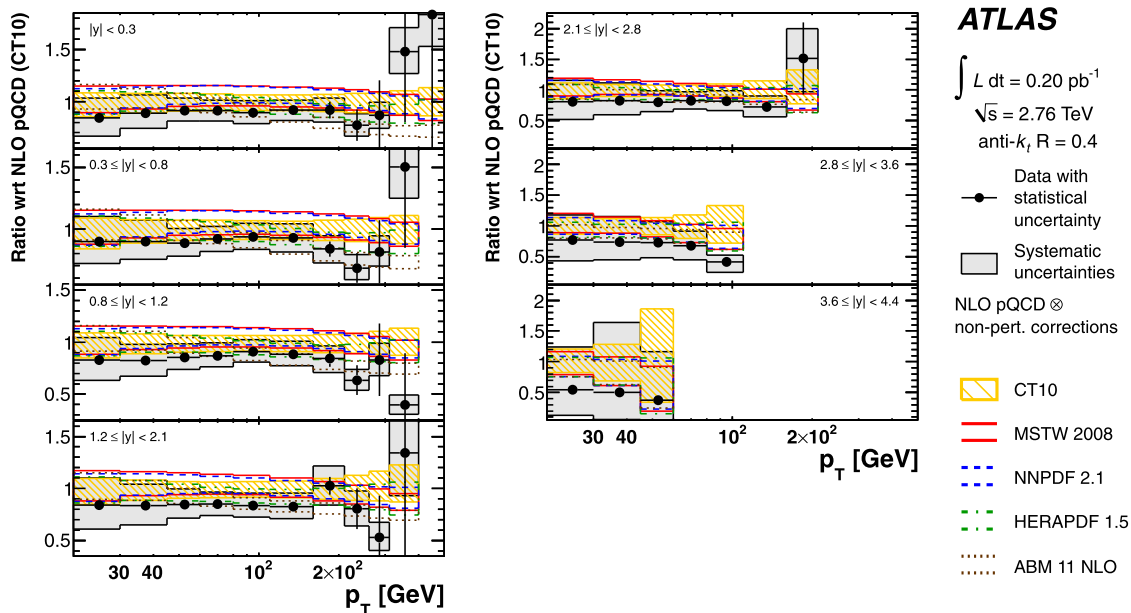 Ratio wrt NLO pQCD (CT10)
|y| < 0.3
1.5
1
0.3 ≤ |y| < 0.8
1.5
1
0.8 ≤ |y| < 1.2
1.5
1
0.5
1.2 ≤ |y| < 2.1
1.5
1
0.5
30 40 10² 2×10²
p_T [GeV]
Ratio wrt NLO pQCD (CT10)
2.1 ≤ |y| < 2.8
2
1.5
1
0.5
2.8 ≤ |y| < 3.6
2
1.5
1
0.5
3.6 ≤ |y| < 4.4
2
1.5
1
0.5
30 40 10² 2×10²
p_T [GeV]
ATLAS
∫ L dt = 0.20 pb⁻¹
√s = 2.76 TeV
anti-k_t R = 0.4
Data with
statistical
uncertainty
Systematic
uncertainties
NLO pQCD ⊗
non-pert. corrections
CT10
MSTW 2008
NNPDF 2.1
HERAPDF 1.5
ABM 11 NLO